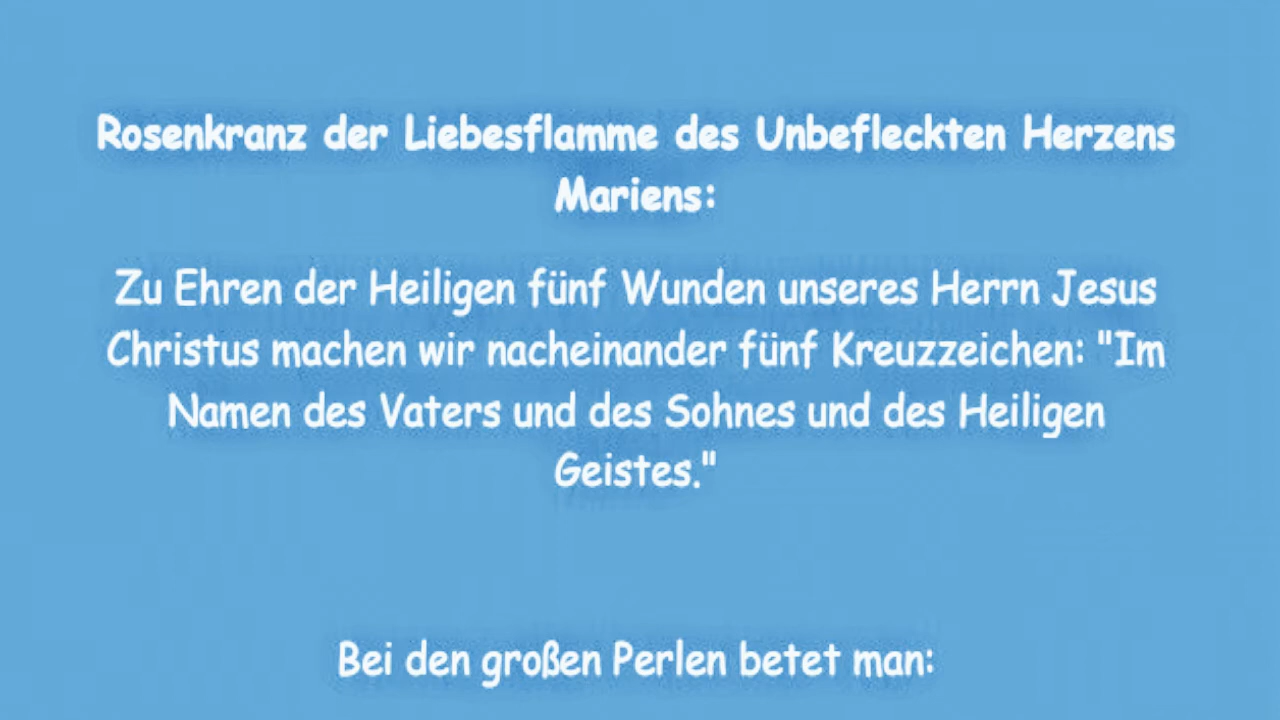 Rosenkranz der Liebesflamme des Unbefleckten Herzens
Mariens:
Zu Ehren der Heiligen fünf Wunden unseres Herrn Jesus
Christus machen wir nacheinander fünf Kreuzzeichen: "Im
Namen des Vaters und des Sohnes und des Heiligen
Geistes."
Bei den großen Perlen betet man: